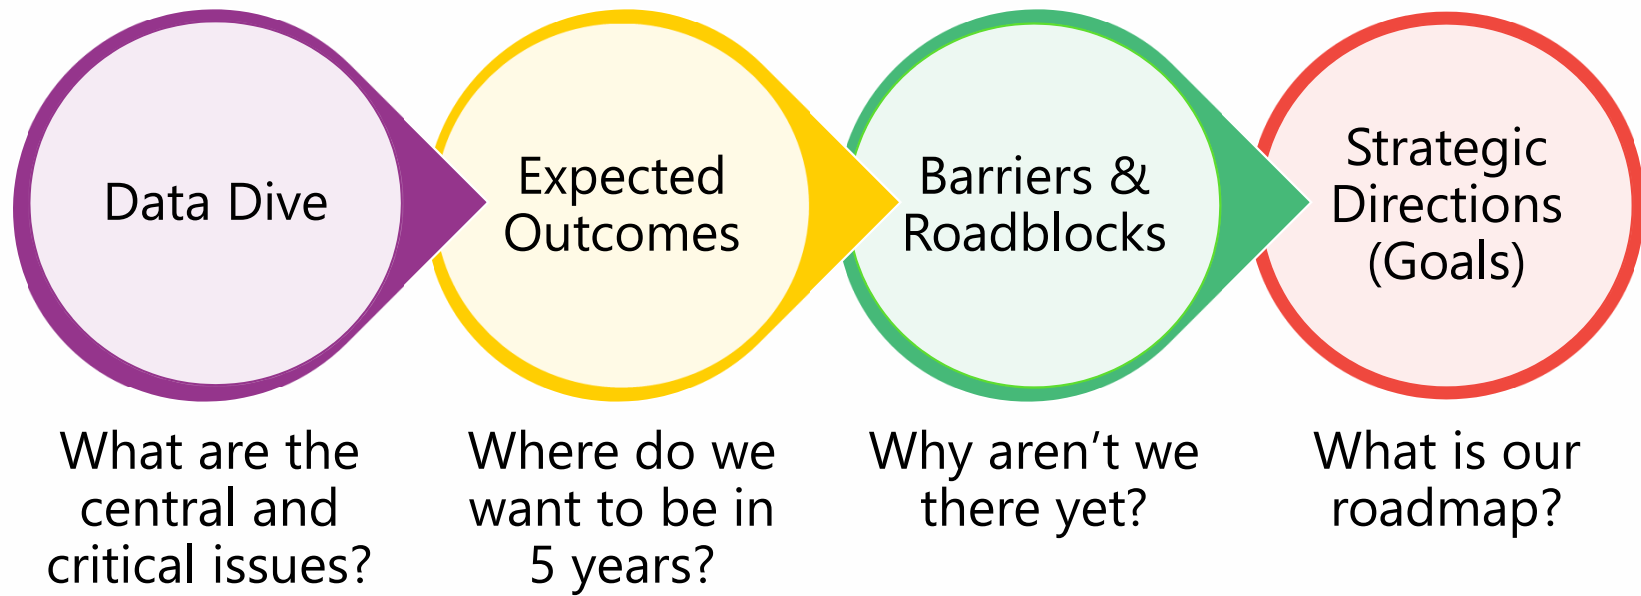 Data Dive
Expected
Outcomes
Barriers &
Roadblocks
Strategic
Directions
(Goals)
What are the
central and
critical issues?
Where do we
want to be in
5 years?
Why aren’t we
there yet?
What is our
roadmap?